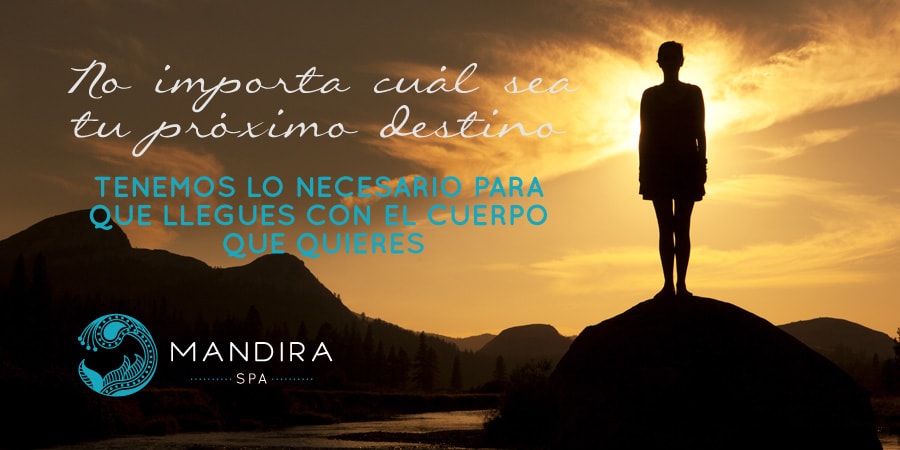 No importa cuál sea
tu próximo destino
TENEMOS LO NECESARIO PARA
QUE LLEGUES CON EL CUERPO
QUE QUIERES
MANDIRA
SPA